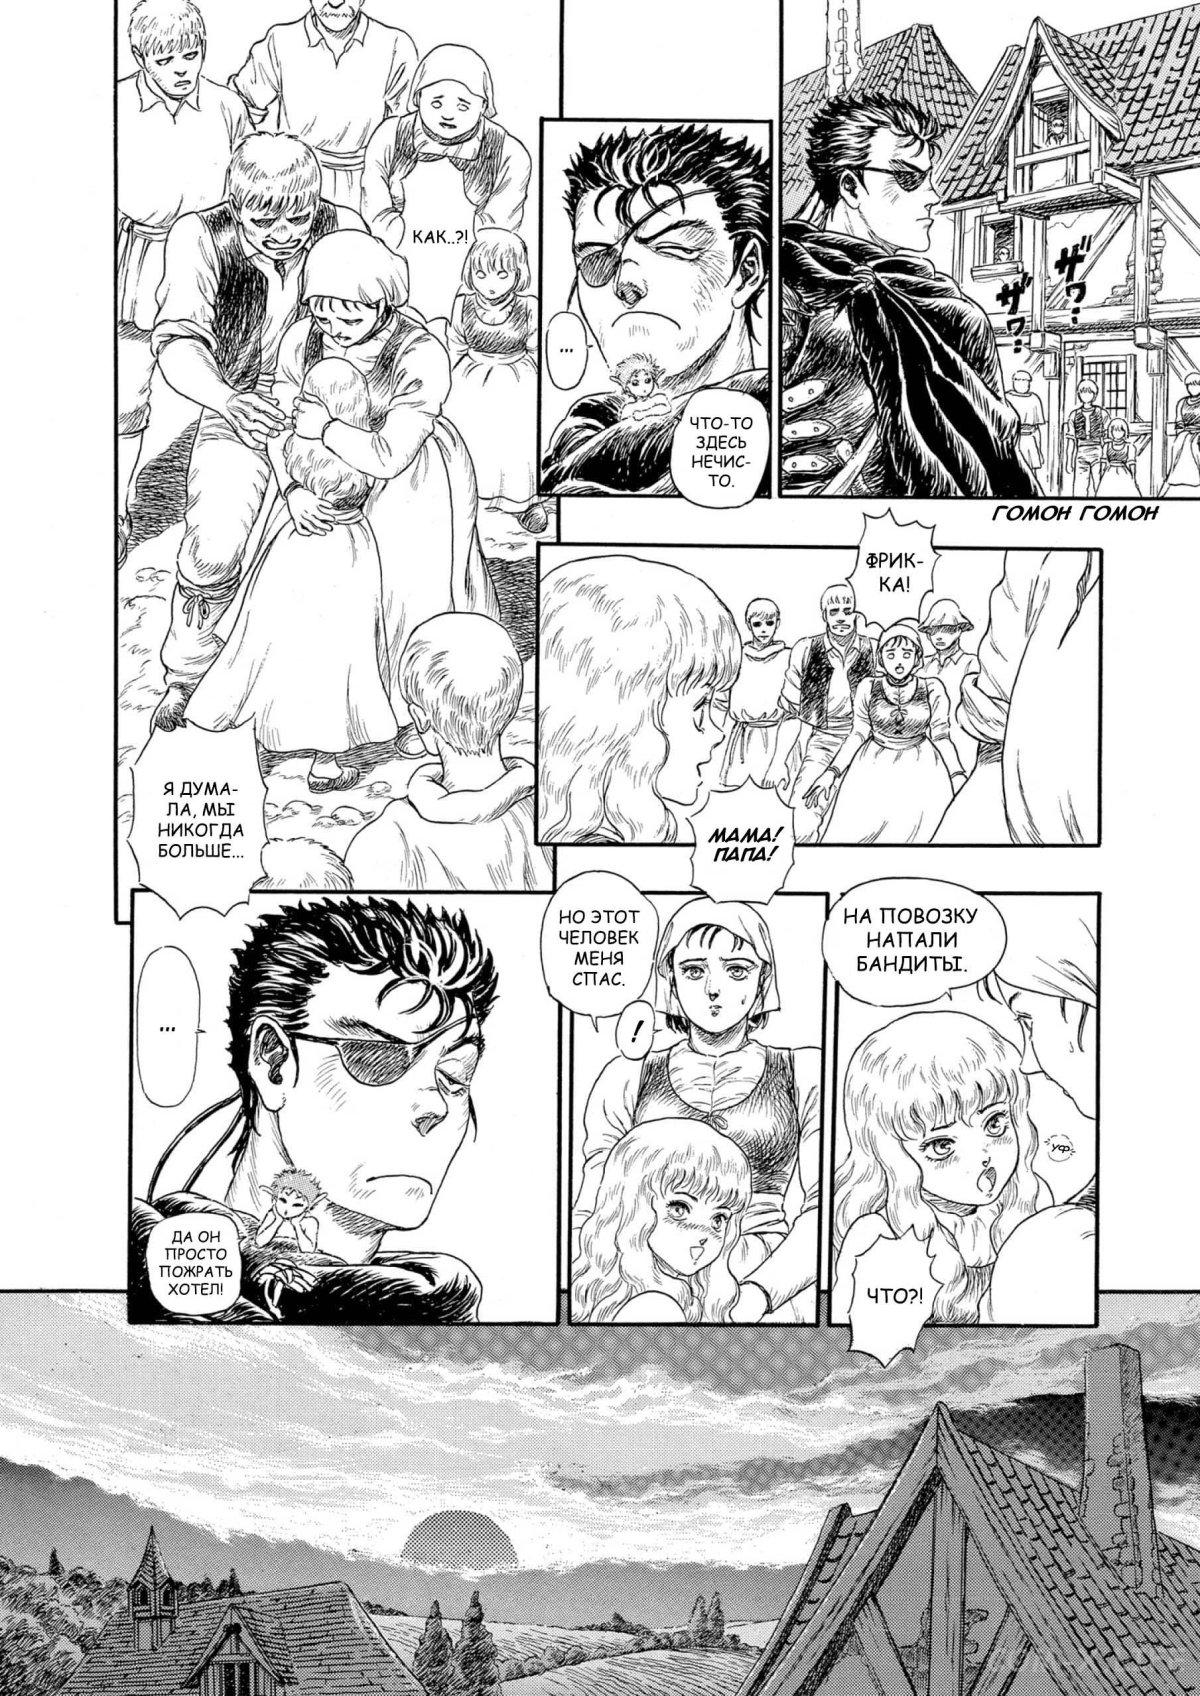 ザワ…
ザワ…
ГОМОН ГОМОН
...
ЧТО-ТО
ЗДЕСЬ
НЕЧИС-
ТО.
ФРИК-
КА!
МАМА!
ПАПА!
КАК..?!
Я ДУМА-
ЛА, МЫ
НИКОГДА
БОЛЬШЕ...
НА ПОВОЗКУ
НАПАЛИ
БАНДИТЫ.
УФ
ЧТО?!
НО ЭТОТ
ЧЕЛОВЕК
МЕНЯ
СПАС.
!
...
ДА ОН
ПРОСТО
ПОЖРАТЬ
ХОТЕЛ!